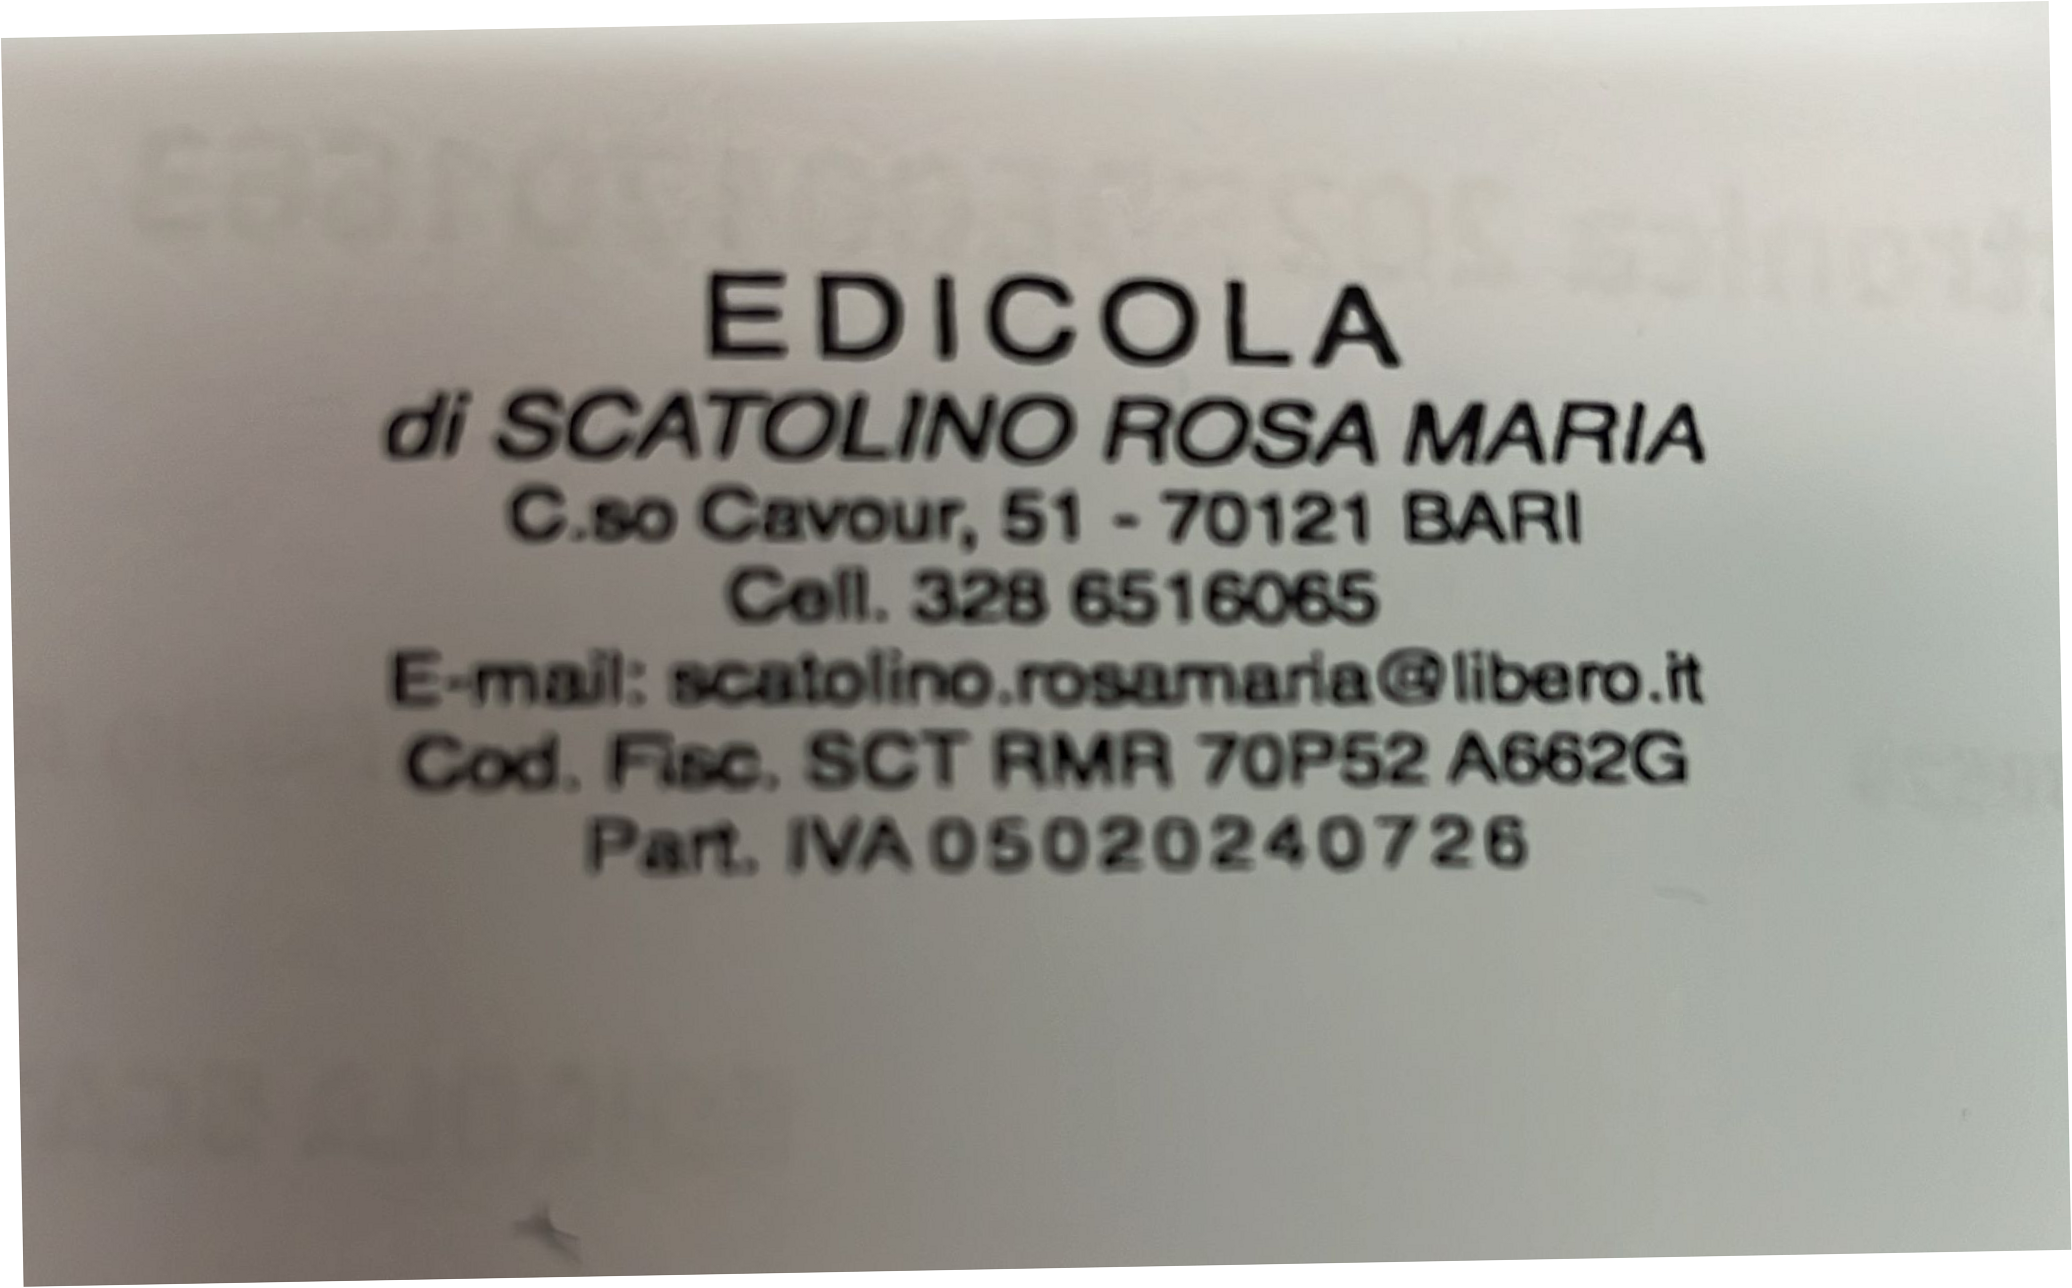 EDICOLA
di SCATOLINO ROSA MARIA
C.so Cavour, 51 - 70121 BARI
Cell. 328 6516065
E-mail: scatolino.rosamaria@libero.it
Cod. Fisc. SCT RMR 70P52 A662G
Part. IVA 05020240726